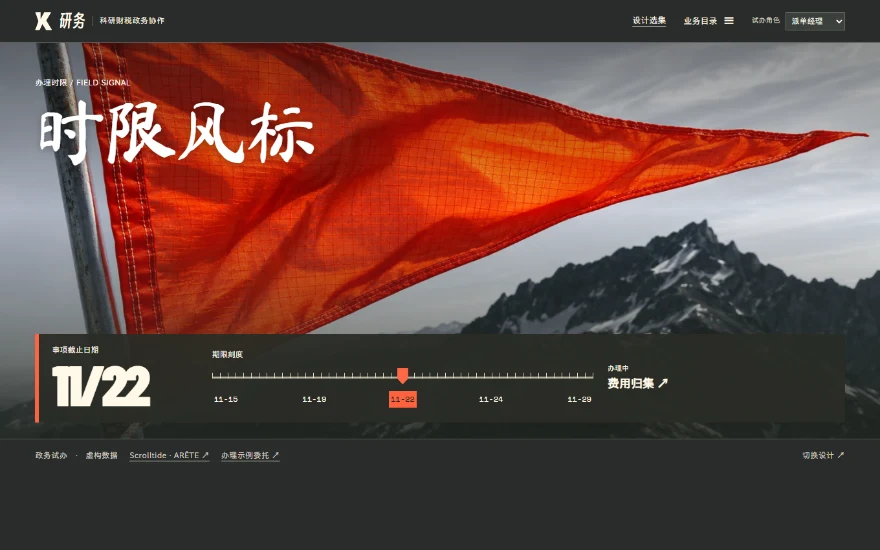 研务
科研财税政务协作
设计选集
业务目录
试办角色
派单经理
办理时限 / FIELD SIGNAL
时限风标
事项截止日期
11/22
期限刻度
11-15
11-19
11-22
11-24
11-29
办理中
费用归集 ↗
政务试办 · 虚构数据
Scrolltide · ARÊTE ↗
办理示例委托 ↗
切换设计 ↗